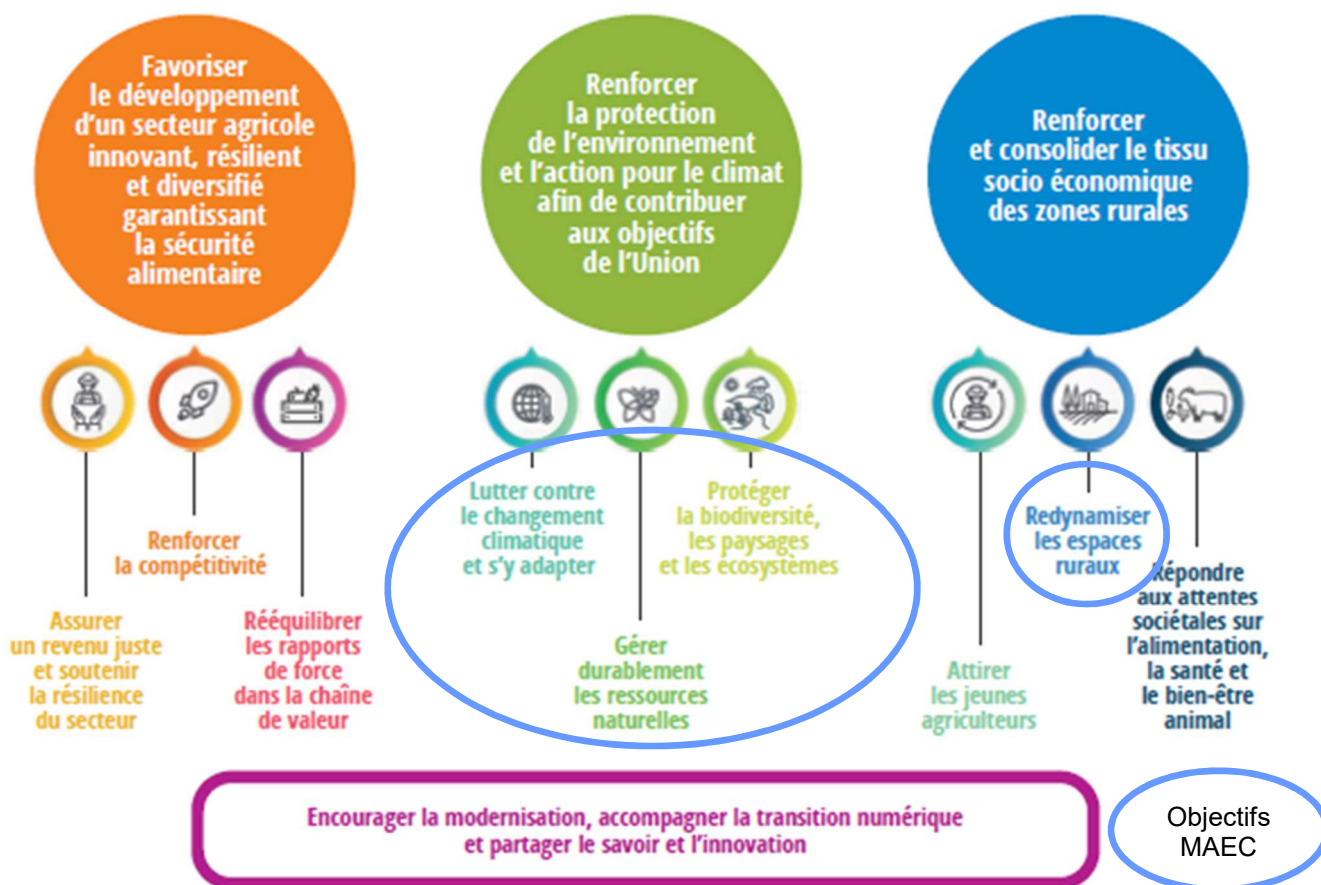 Favoriser
le développement
d'un secteur agricole
innovant, résilient
et diversifié
garantissant
la sécurité
alimentaire
Renforcer
la protection
de l'environnement
et l'action pour le climat
afin de contribuer
aux objectifs
de l'Union
Renforcer
et consolider le tissu
socio économique
des zones rurales
Assurer
un revenu juste
et soutenir
la résilience
du secteur
Renforcer
la compétitivité
Rééquilibrer
les rapports
de force
dans la chaîne
de valeur
Lutter contre
le changement
climatique
et s'y adapter
Gérer
durablement
les ressources
naturelles
Protéger
la biodiversité,
les paysages
et les écosystèmes
Attirer
les jeunes
agriculteurs
Redynamiser
les espaces
ruraux
Répondre
aux attentes
sociétales sur
l'alimentation,
la santé et
le bien-être
animal
Encourager la modernisation, accompagner la transition numérique
et partager le savoir et l'innovation
Objectifs
MAEC